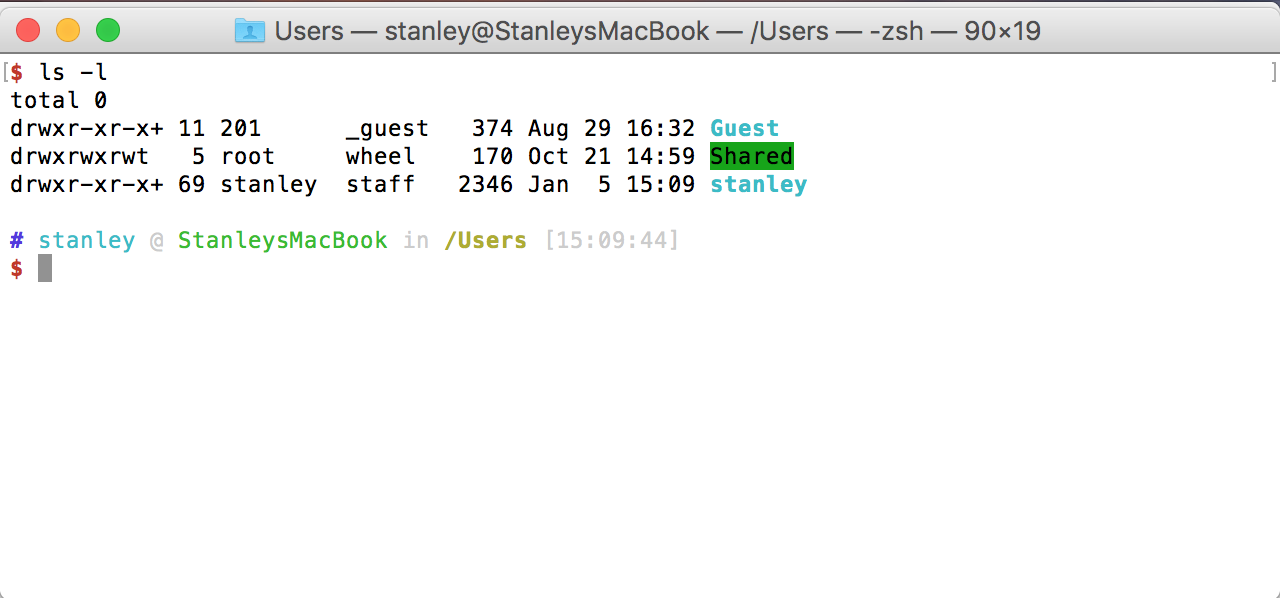 Users — stanley@StanleysMacBook — /Users — -zsh — 90×19
[$ ls -l ]
total 0
drwxr-xr-x+ 11 201      _guest   374 Aug 29 16:32 Guest
drwxrwxrwt   5 root     wheel    170 Oct 21 14:59 Shared
drwxr-xr-x+ 69 stanley  staff   2346 Jan  5 15:09 stanley
# stanley @ StanleysMacBook in /Users [15:09:44]
$